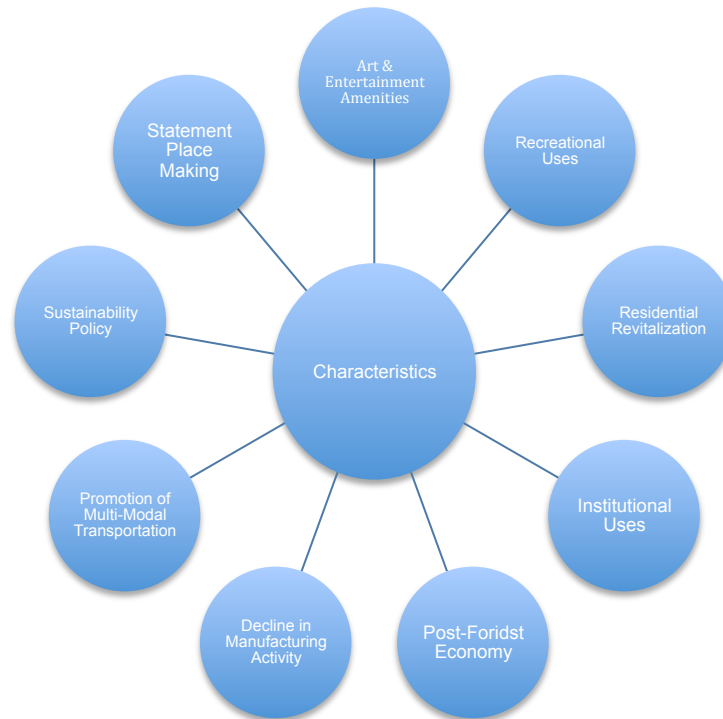 Art &
Entertainment
Amenities
Recreational
Uses
Residential
Revitalization
Institutional
Uses
Post-Foridst
Economy
Decline in
Manufacturing
Activity
Promotion of
Multi-Modal
Transportation
Sustainability
Policy
Statement
Place
Making
Characteristics